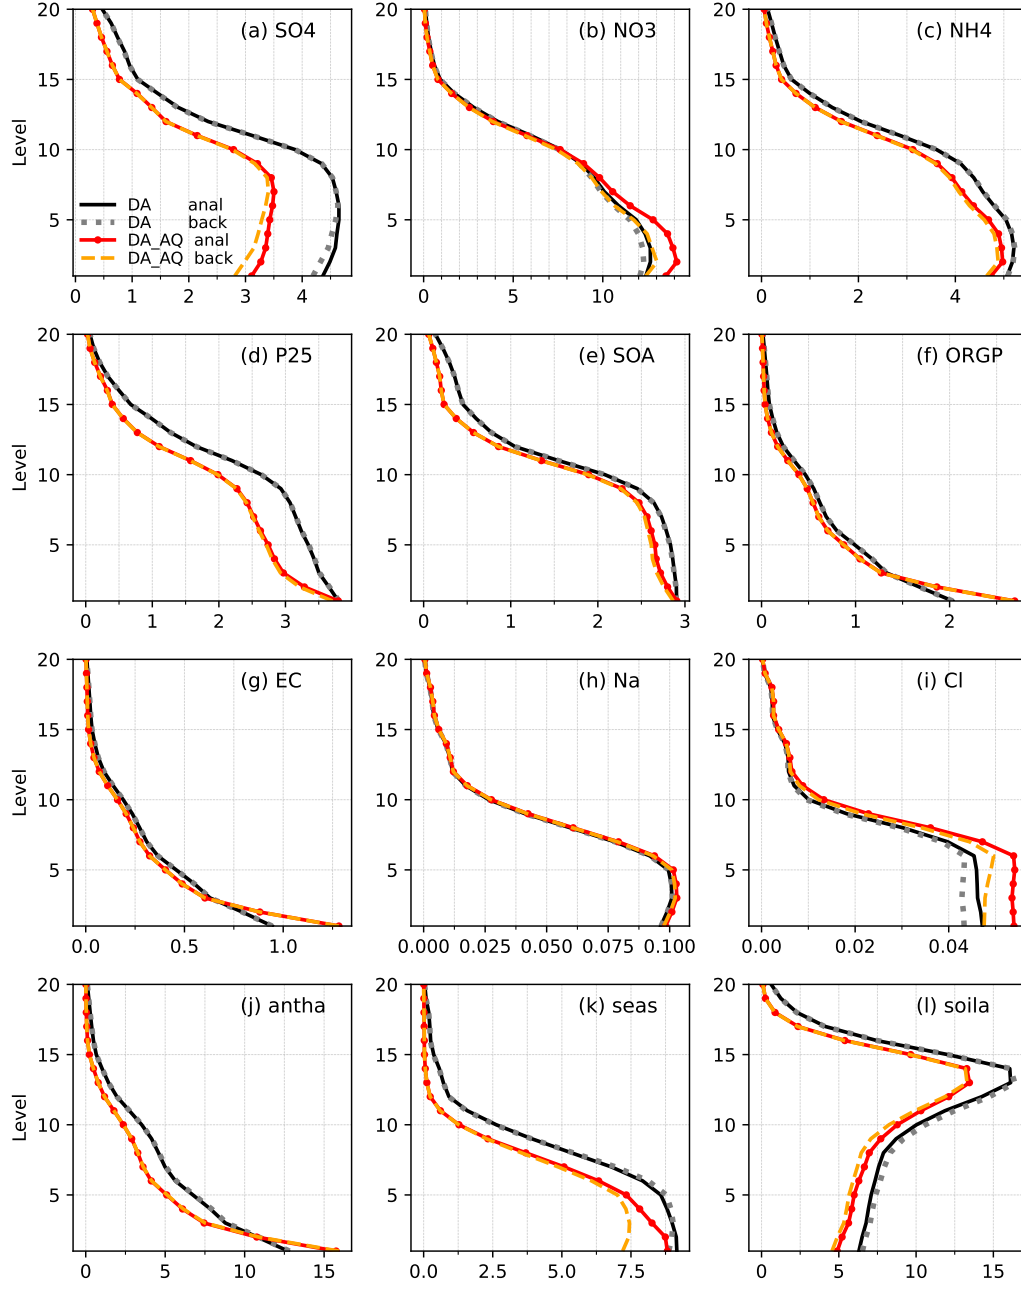 (a) SO4
(b) NO3
(c) NH4
20
15
10
5
Level
DA anal
DA back
DA_AQ anal
DA_AQ back
0 1 2 3 4
20
15
10
5
0 5 10
20
15
10
5
0 2 4
(d) P25
(e) SOA
(f) ORGP
20
15
10
5
Level
0 1 2 3
20
15
10
5
0 1 2 3
20
15
10
5
0 1 2
(g) EC
(h) Na
(i) Cl
20
15
10
5
Level
0.0 0.5 1.0
20
15
10
5
0.000 0.025 0.050 0.075 0.100
20
15
10
5
0.00 0.02 0.04
(j) antha
(k) seas
(l) soila
20
15
10
5
Level
0 5 10 15
20
15
10
5
0.0 2.5 5.0 7.5
20
15
10
5
0 5 10 15